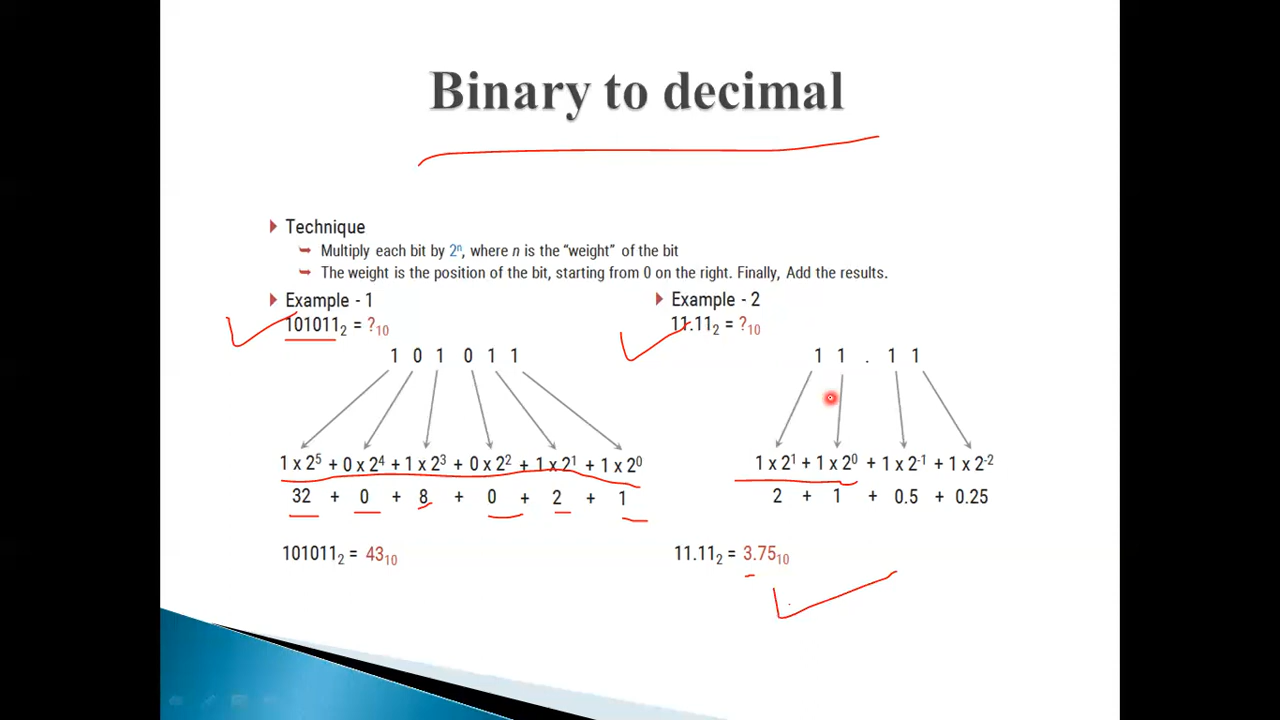 Binary to decimal
Technique
Multiply each bit by 2ⁿ, where n is the “weight” of the bit
The weight is the position of the bit, starting from 0 on the right. Finally, Add the results.
Example - 1
101011₂ = ?₁₀
1 0 1 0 1 1
1 x 2⁵ + 0 x 2⁴ + 1 x 2³ + 0 x 2² + 1 x 2¹ + 1 x 2⁰
32 + 0 + 8 + 0 + 2 + 1
101011₂ = 43₁₀
Example - 2
11.11₂ = ?₁₀
1 1 . 1 1
1 x 2¹ + 1 x 2⁰ + 1 x 2⁻¹ + 1 x 2⁻²
2 + 1 + 0.5 + 0.25
11.11₂ = 3.75₁₀